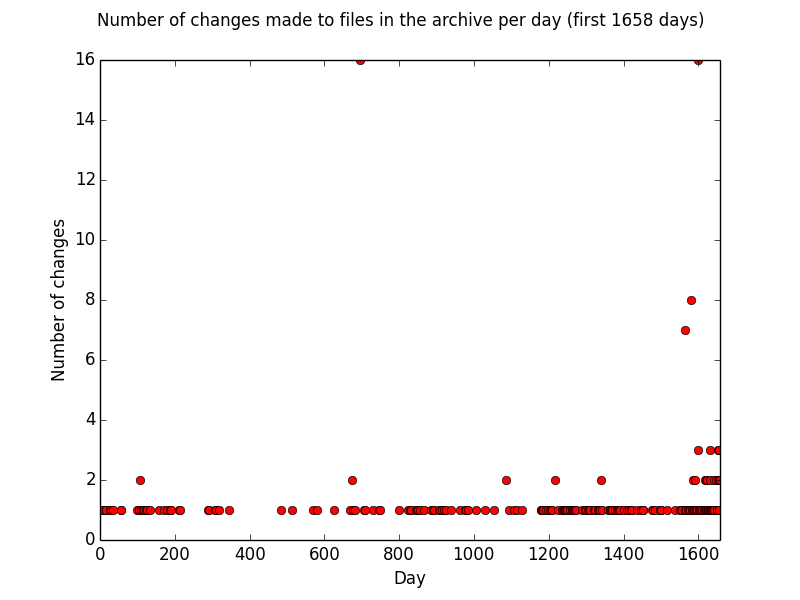 Number of changes made to files in the archive per day (first 1658 days)
16
14
12
10
8
6
4
2
0
Number of changes
0 200 400 600 800 1000 1200 1400 1600
Day